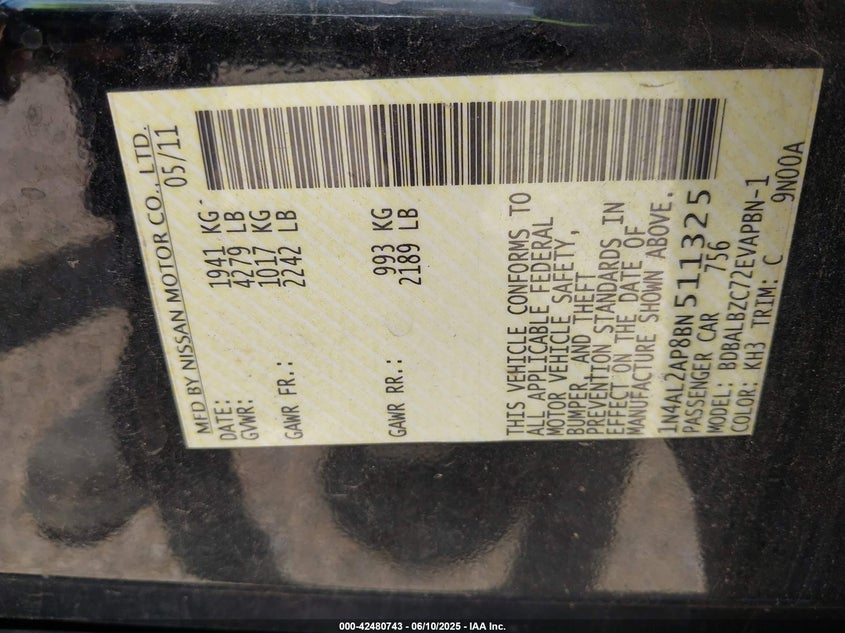 MFD BY NISSAN MOTOR CO., LTD.
DATE: 05/11
GVWR: 1941 KG
4279 LB
GAWR FR.: 1017 KG
2242 LB
GAWR RR.: 993 KG
2189 LB
THIS VEHICLE CONFORMS TO
ALL APPLICABLE FEDERAL
MOTOR VEHICLE SAFETY,
BUMPER, AND THEFT
PREVENTION STANDARDS IN
EFFECT ON THE DATE OF
MANUFACTURE SHOWN ABOVE.
1N4AL2AP8BN511325
PASSENGER CAR 756
MODEL: BDBALBZC72EVAPBN-1
COLOR: KH3 TRIM: C 9N00A
000-42480743 - 06/10/2025 - IAA Inc.